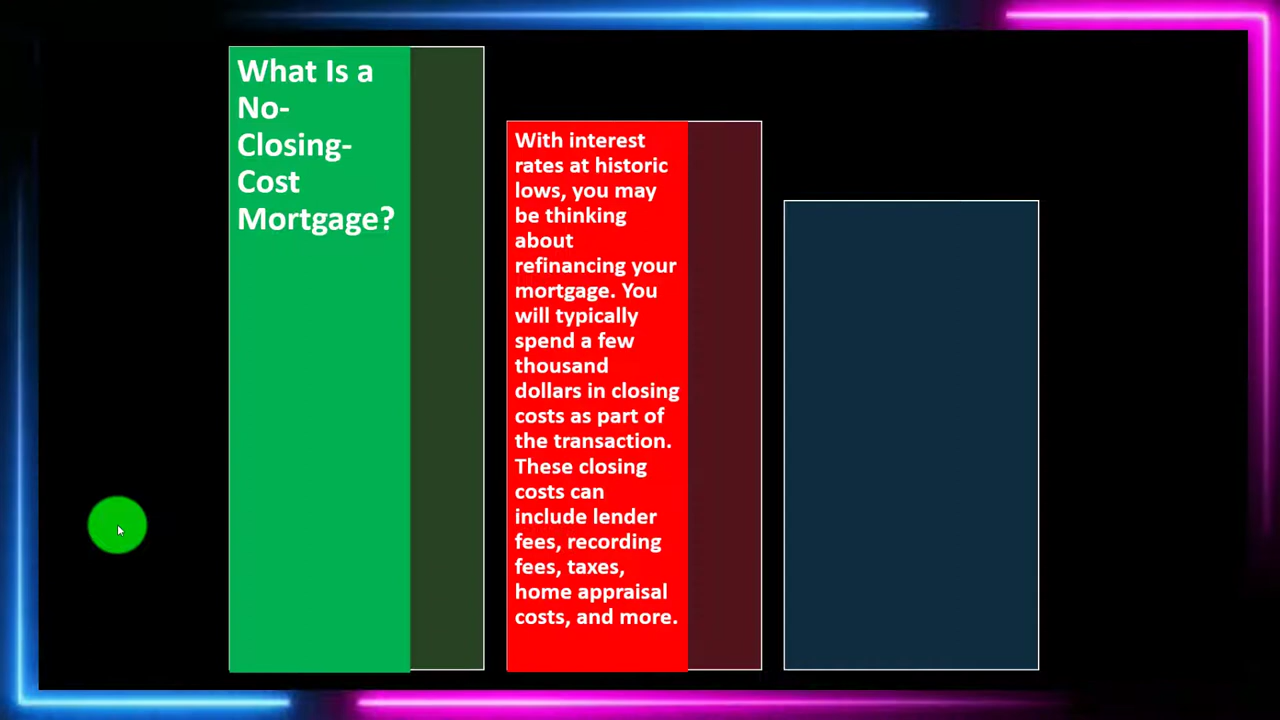 What Is a
No-
Closing-
Cost
Mortgage?
With interest
rates at historic
lows, you may
be thinking
about
refinancing your
mortgage. You
will typically
spend a few
thousand
dollars in closing
costs as part of
the transaction.
These closing
costs can
include lender
fees, recording
fees, taxes,
home appraisal
costs, and more.